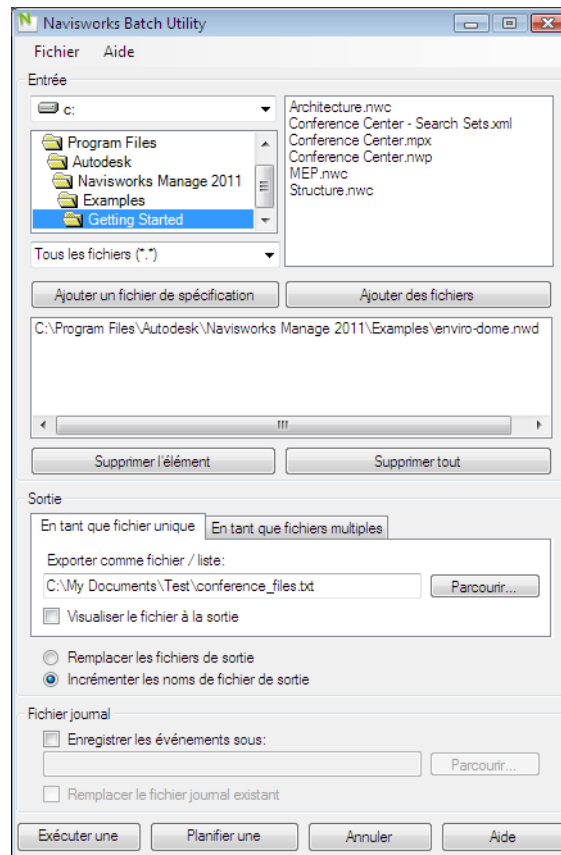 Navisworks Batch Utility
Fichier Aide
Entrée
c:
Program Files
Autodesk
Navisworks Manage 2011
Examples
Getting Started
Tous les fichiers (*.*)
Architecture.nwc
Conference Center - Search Sets.xml
Conference Center.mpx
Conference Center.nwp
MEP.nwc
Structure.nwc
Ajouter un fichier de spécification
Ajouter des fichiers
C:\Program Files\Autodesk\Navisworks Manage 2011\Examples\enviro-dome.nwd
Supprimer l'élément
Supprimer tout
Sortie
En tant que fichier unique
En tant que fichiers multiples
Exporter comme fichier / liste:
C:\My Documents\Test\conference_files.txt
Parcourir...
Visualiser le fichier à la sortie
Remplacer les fichiers de sortie
Incrémenter les noms de fichier de sortie
Fichier journal
Enregistrer les événements sous:
Parcourir...
Remplacer le fichier journal existant
Exécuter une
Planifier une
Annuler
Aide